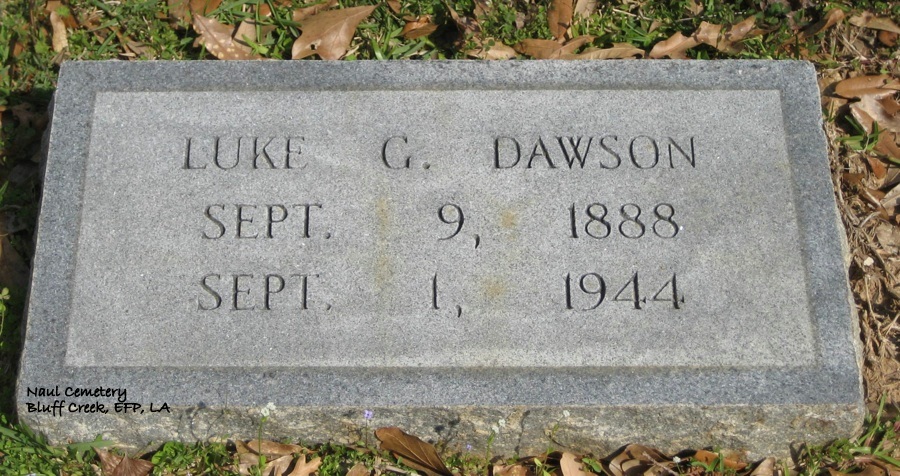 LUKE G. DAWSON
SEPT. 9, 1888
SEPT. 1, 1944
Naul Cemetery
Bluff Creek, EFP, LA